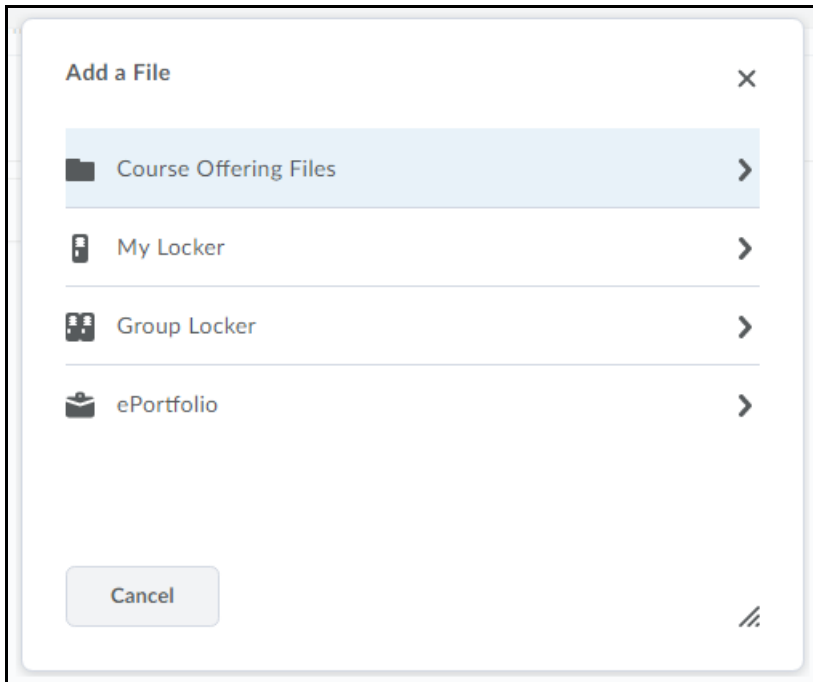 Add a File
Course Offering Files
My Locker
Group Locker
ePortfolio
Cancel